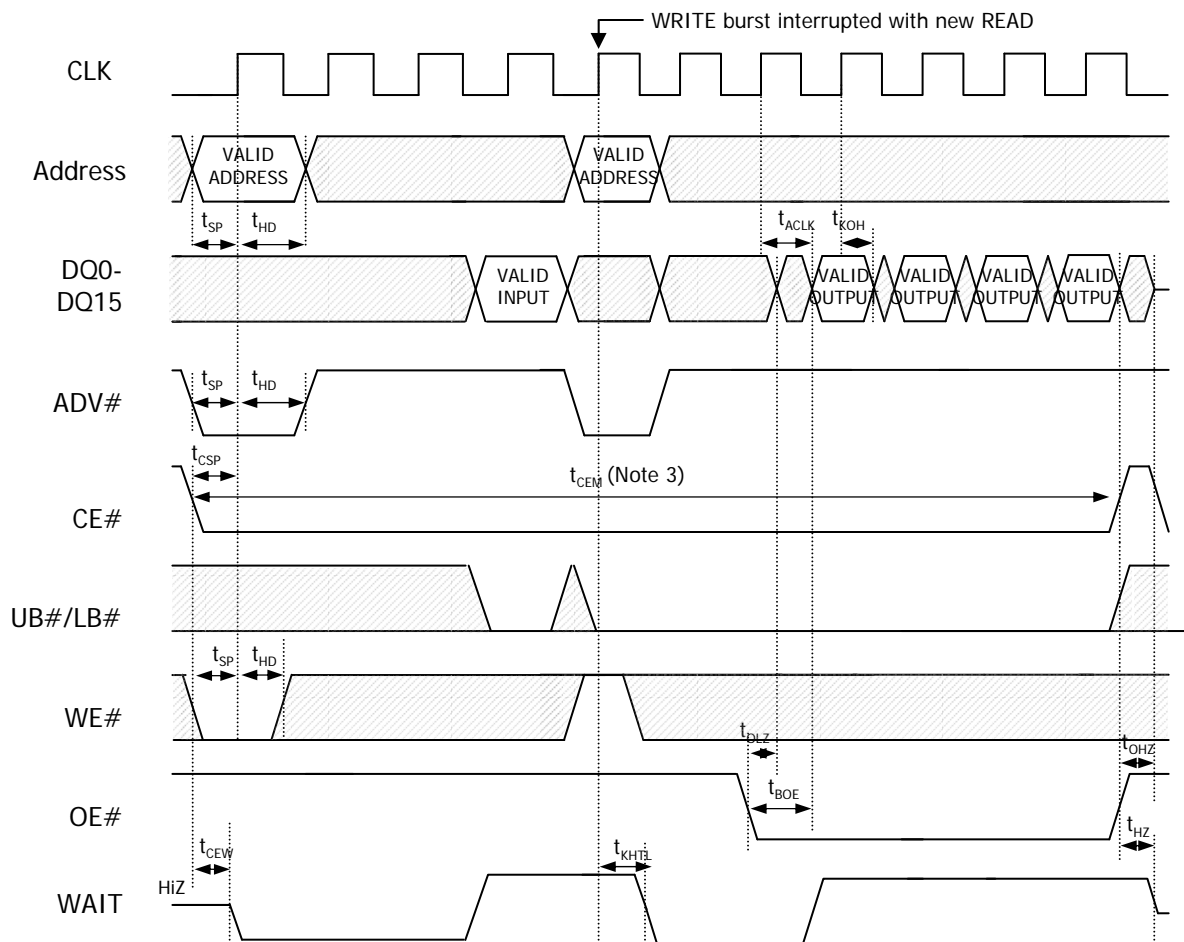 WRITE burst interrupted with new READ
CLK
Address
VALID ADDRESS
VALID ADDRESS
tSP
tHD
tACLK
tKOH
DQ0-
DQ15
VALID INPUT
VALID OUTPUT
VALID OUTPUT
VALID OUTPUT
VALID OUTPUT
ADV#
tSP
tHD
tCSP
tCEM (Note 3)
CE#
UB#/LB#
tSP
tHD
WE#
tOLZ
tOHZ
OE#
tBOE
tHZ
tCEW
tKHTL
HiZ
WAIT